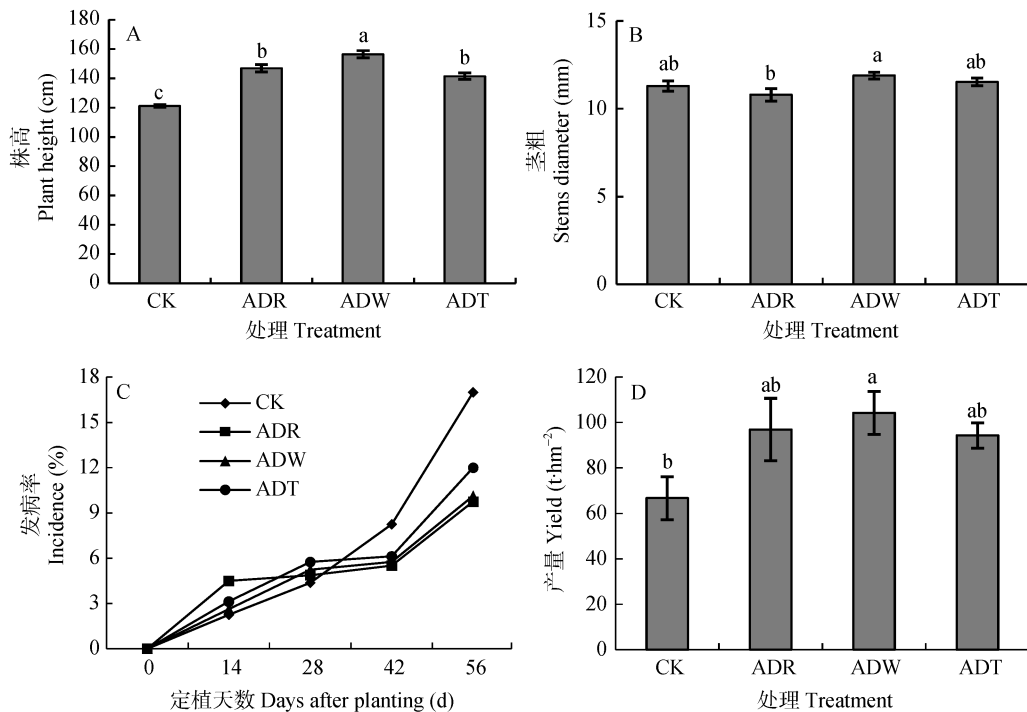 A
180
160
140
120
100
80
60
40
20
0
株高
Plant height (cm)
c
b
a
b
CK ADR ADW ADT
处理 Treatment
B
15
10
5
0
茎粗
Stems diameter (mm)
ab
b
a
ab
CK ADR ADW ADT
处理 Treatment
C
18
15
12
9
6
3
0
发病率
Incidence (%)
CK
ADR
ADW
ADT
0 14 28 42 56
定植天数 Days after planting (d)
D
120
100
80
60
40
20
0
产量 Yield (t·hm⁻²)
b
ab
a
ab
CK ADR ADW ADT
处理 Treatment